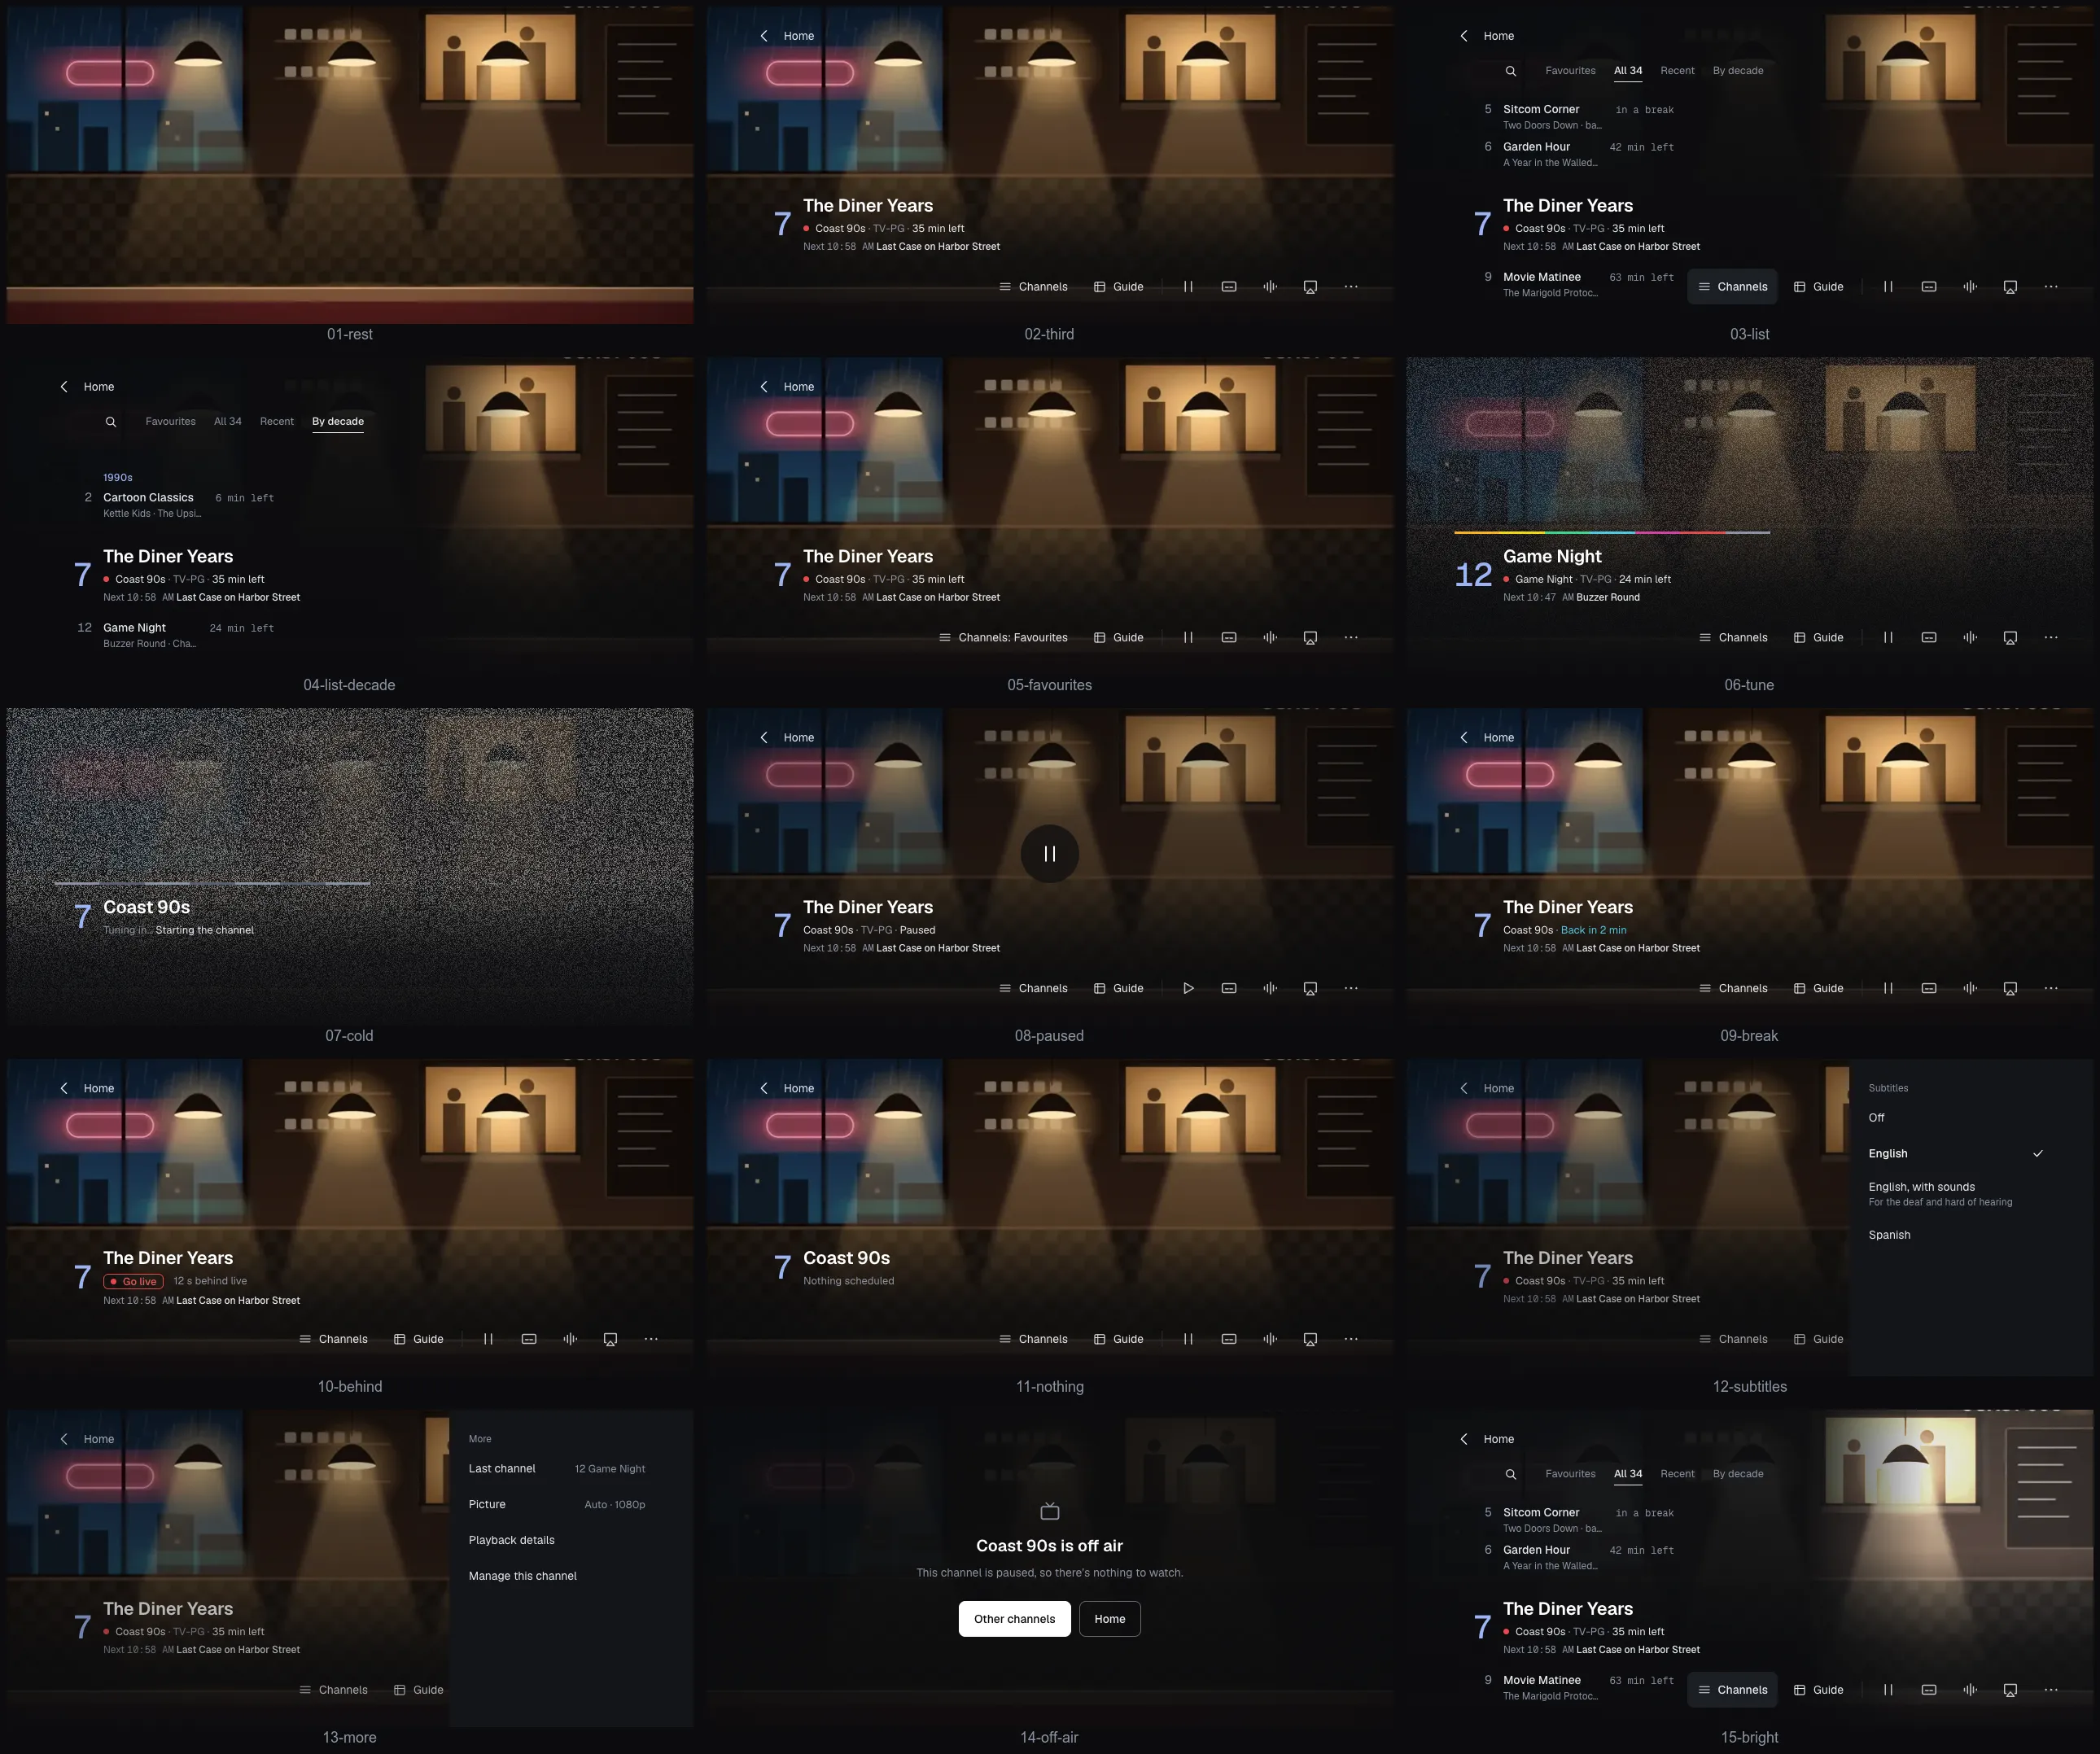 Home
The Diner Years
7
Coast 90s · TV-PG · 35 min left
Next 10:58 AM Last Case on Harbor Street
Channels
Guide
Home
Favourites All 34 Recent By decade
5 Sitcom Corner in a break
Two Doors Down · ba…
6 Garden Hour 42 min left
A Year in the Walled…
The Diner Years
7
Coast 90s · TV-PG · 35 min left
Next 10:58 AM Last Case on Harbor Street
9 Movie Matinee 63 min left
The Marigold Protoc…
Channels
Guide
01-rest
02-third
03-list
Home
Favourites All 34 Recent By decade
1990s
2 Cartoon Classics 6 min left
Kettle Kids · The Upsi…
The Diner Years
7
Coast 90s · TV-PG · 35 min left
Next 10:58 AM Last Case on Harbor Street
12 Game Night 24 min left
Buzzer Round · Cha…
Home
The Diner Years
7
Coast 90s · TV-PG · 35 min left
Next 10:58 AM Last Case on Harbor Street
Channels: Favourites
Guide
Game Night
12
Game Night · TV-PG · 24 min left
Next 10:47 AM Buzzer Round
Channels
Guide
04-list-decade
05-favourites
06-tune
Coast 90s
7
Tuning in… Starting the channel
Home
The Diner Years
7
Coast 90s · TV-PG · Paused
Next 10:58 AM Last Case on Harbor Street
Channels
Guide
Home
The Diner Years
7
Coast 90s · Back in 2 min
Next 10:58 AM Last Case on Harbor Street
Channels
Guide
07-cold
08-paused
09-break
Home
The Diner Years
7
Go live 12 s behind live
Next 10:58 AM Last Case on Harbor Street
Channels
Guide
Home
Coast 90s
7
Nothing scheduled
Channels
Guide
Home
The Diner Years
7
Coast 90s · TV-PG · 35 min left
Next 10:58 AM Last Case on Harbor Street
Channels
Guide
Subtitles
Off
English
English, with sounds
For the deaf and hard of hearing
Spanish
10-behind
11-nothing
12-subtitles
Home
The Diner Years
7
Coast 90s · TV-PG · 35 min left
Next 10:58 AM Last Case on Harbor Street
Channels
Guide
More
Last channel 12 Game Night
Picture Auto · 1080p
Playback details
Manage this channel
Coast 90s is off air
This channel is paused, so there's nothing to watch.
Other channels
Home
Home
Favourites All 34 Recent By decade
5 Sitcom Corner in a break
Two Doors Down · ba…
6 Garden Hour 42 min left
A Year in the Walled…
The Diner Years
7
Coast 90s · TV-PG · 35 min left
Next 10:58 AM Last Case on Harbor Street
9 Movie Matinee 63 min left
The Marigold Protoc…
Channels
Guide
13-more
14-off-air
15-bright